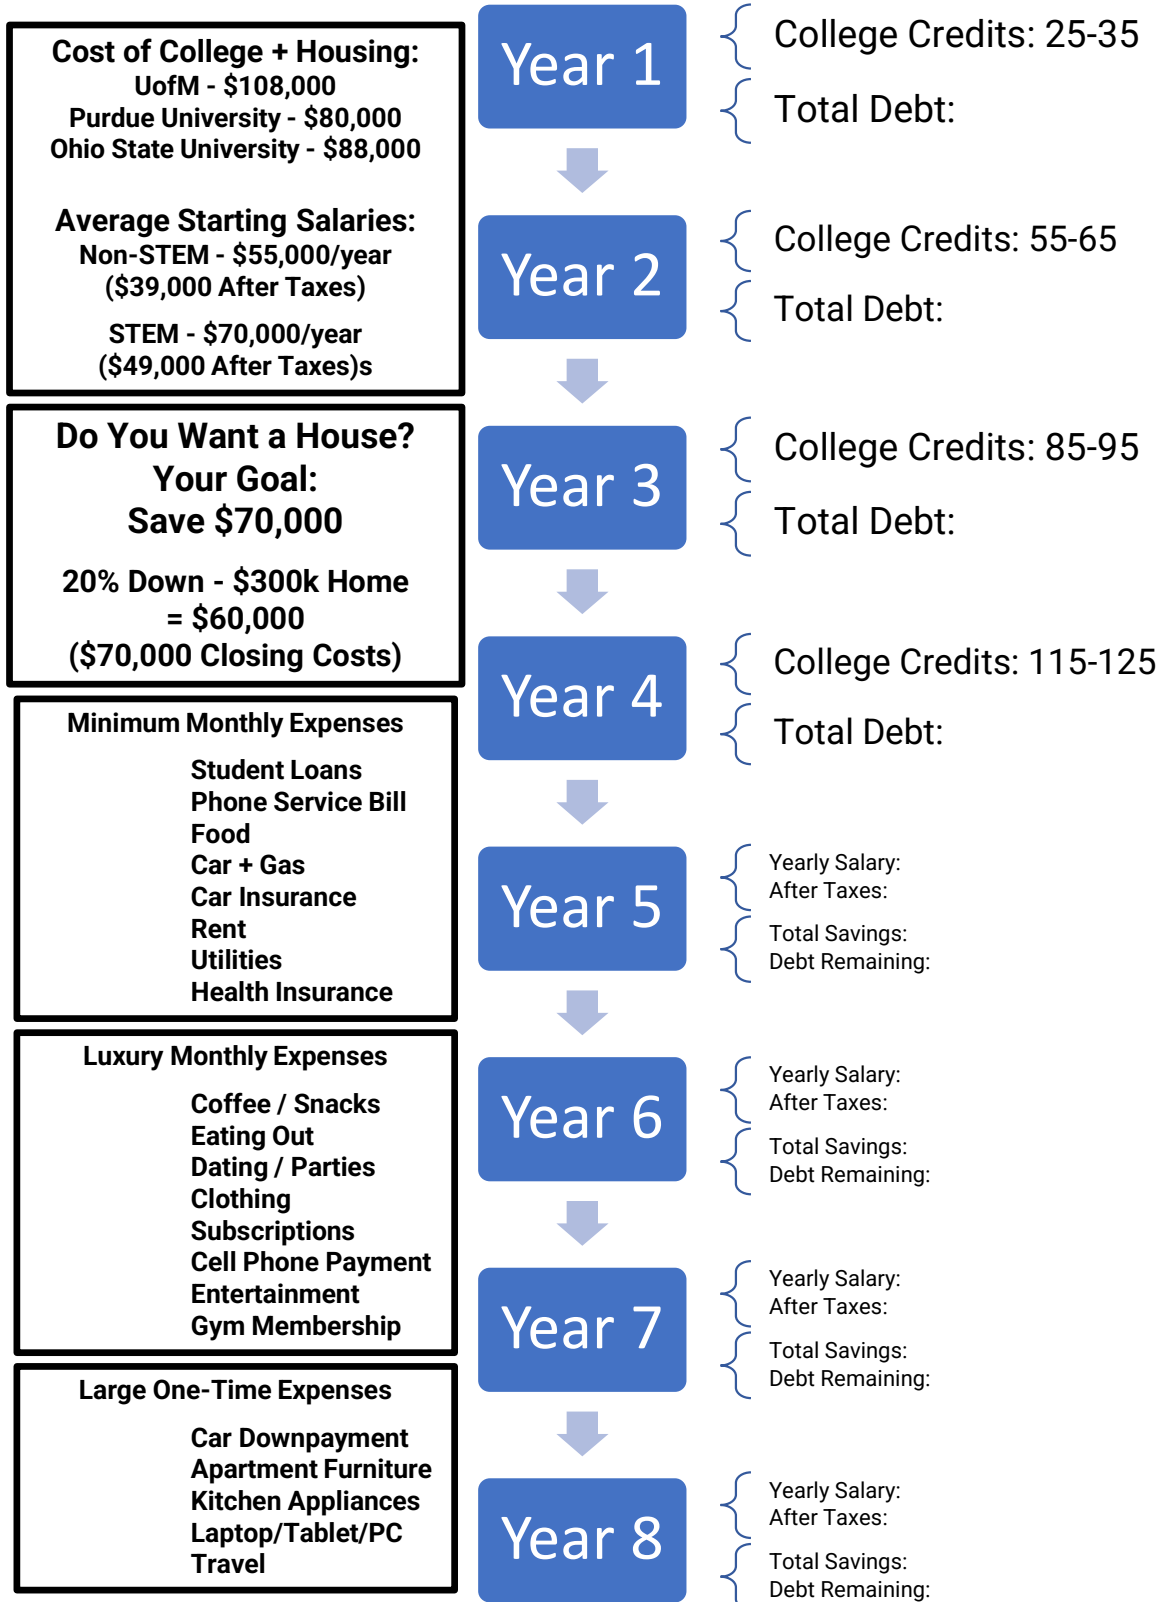 Cost of College + Housing:
UofM - $108,000
Purdue University - $80,000
Ohio State University - $88,000
Average Starting Salaries:
Non-STEM - $55,000/year
($39,000 After Taxes)
STEM - $70,000/year
($49,000 After Taxes)s
Do You Want a House?
Your Goal:
Save $70,000
20% Down - $300k Home
= $60,000
($70,000 Closing Costs)
Minimum Monthly Expenses
Student Loans
Phone Service Bill
Food
Car + Gas
Car Insurance
Rent
Utilities
Health Insurance
Luxury Monthly Expenses
Coffee / Snacks
Eating Out
Dating / Parties
Clothing
Subscriptions
Cell Phone Payment
Entertainment
Gym Membership
Large One-Time Expenses
Car Downpayment
Apartment Furniture
Kitchen Appliances
Laptop/Tablet/PC
Travel
Year 1
College Credits: 25-35
Total Debt:
Year 2
College Credits: 55-65
Total Debt:
Year 3
College Credits: 85-95
Total Debt:
Year 4
College Credits: 115-125
Total Debt:
Year 5
Yearly Salary:
After Taxes:
Total Savings:
Debt Remaining:
Year 6
Yearly Salary:
After Taxes:
Total Savings:
Debt Remaining:
Year 7
Yearly Salary:
After Taxes:
Total Savings:
Debt Remaining:
Year 8
Yearly Salary:
After Taxes:
Total Savings:
Debt Remaining: